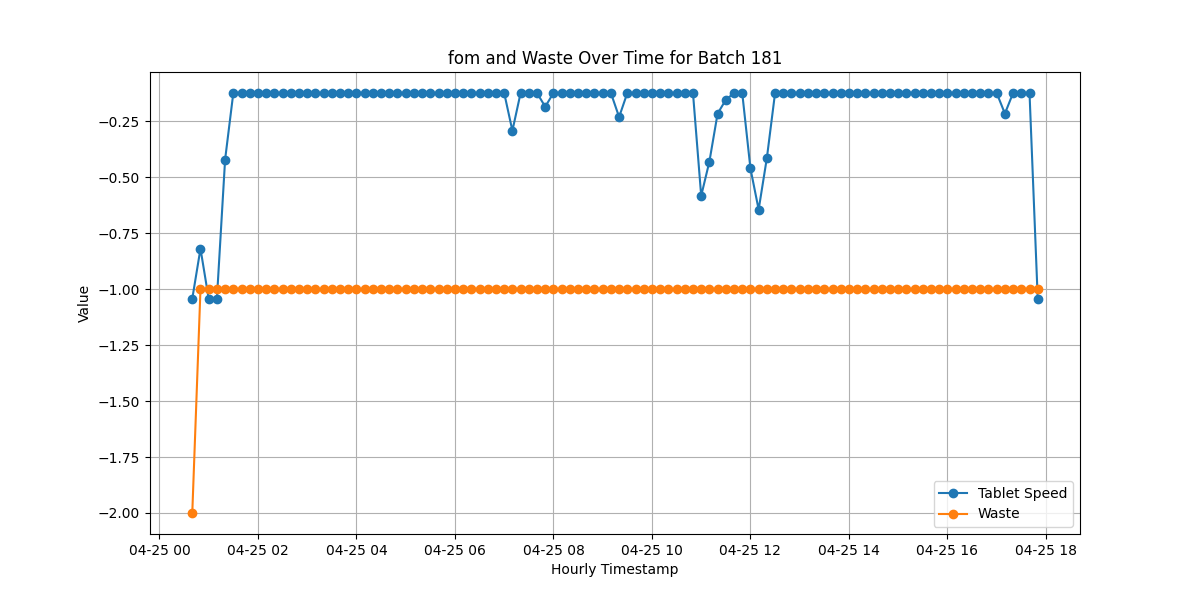 fom and Waste Over Time for Batch 181
Value
−0.25
−0.50
−0.75
−1.00
−1.25
−1.50
−1.75
−2.00
Tablet Speed
Waste
04-25 00 04-25 02 04-25 04 04-25 06 04-25 08 04-25 10 04-25 12 04-25 14 04-25 16 04-25 18
Hourly Timestamp